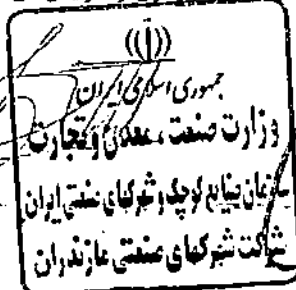 جمهوری اسلامی ایران
وزارت صنعت، معدن و تجارت
سازمان صنایع کوچک و شهرکهای صنعتی ایران
شرکت شهرکهای صنعتی مازندران